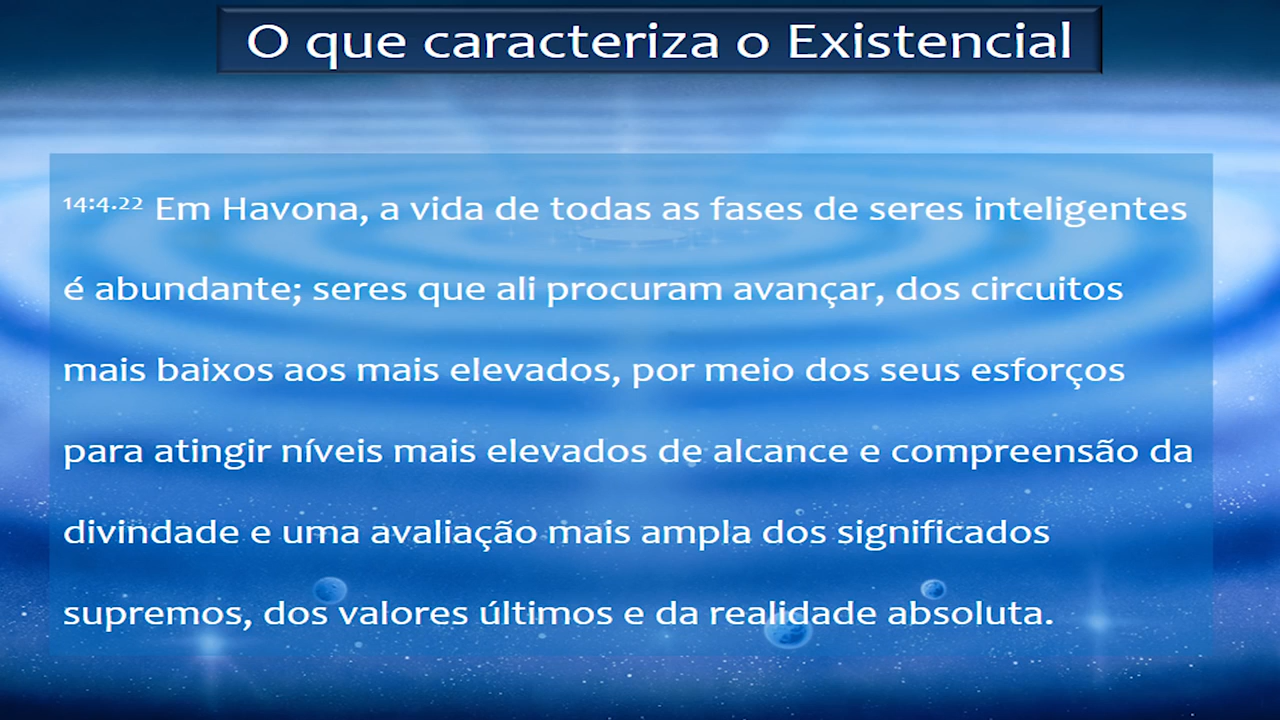 O que caracteriza o Existencial
14:4.22 Em Havona, a vida de todas as fases de seres inteligentes
é abundante; seres que ali procuram avançar, dos circuitos
mais baixos aos mais elevados, por meio dos seus esforços
para atingir níveis mais elevados de alcance e compreensão da
divindade e uma avaliação mais ampla dos significados
supremos, dos valores últimos e da realidade absoluta.